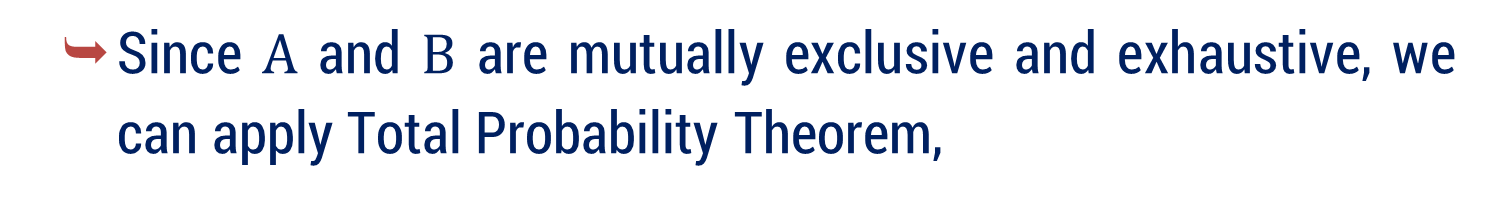 ➥Since A and B are mutually exclusive and exhaustive, we
can apply Total Probability Theorem,